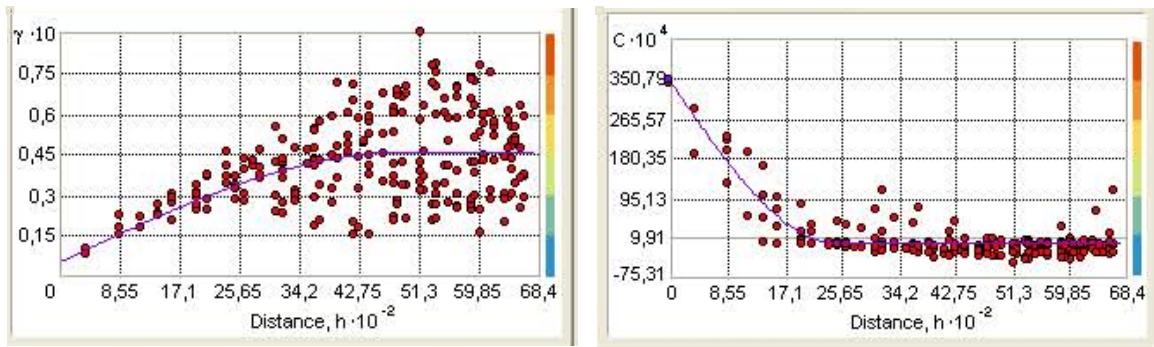 γ ·10
0,75
0,6
0,45
0,3
0,15
0 8,55 17,1 25,65 34,2 42,75 51,3 59,85 68,4
Distance, h ·10⁻²
C ·10⁴
350,79
265,57
180,35
95,13
9,91
-75,31
0 8,55 17,1 25,65 34,2 42,75 51,3 59,85 68,4
Distance, h ·10⁻²